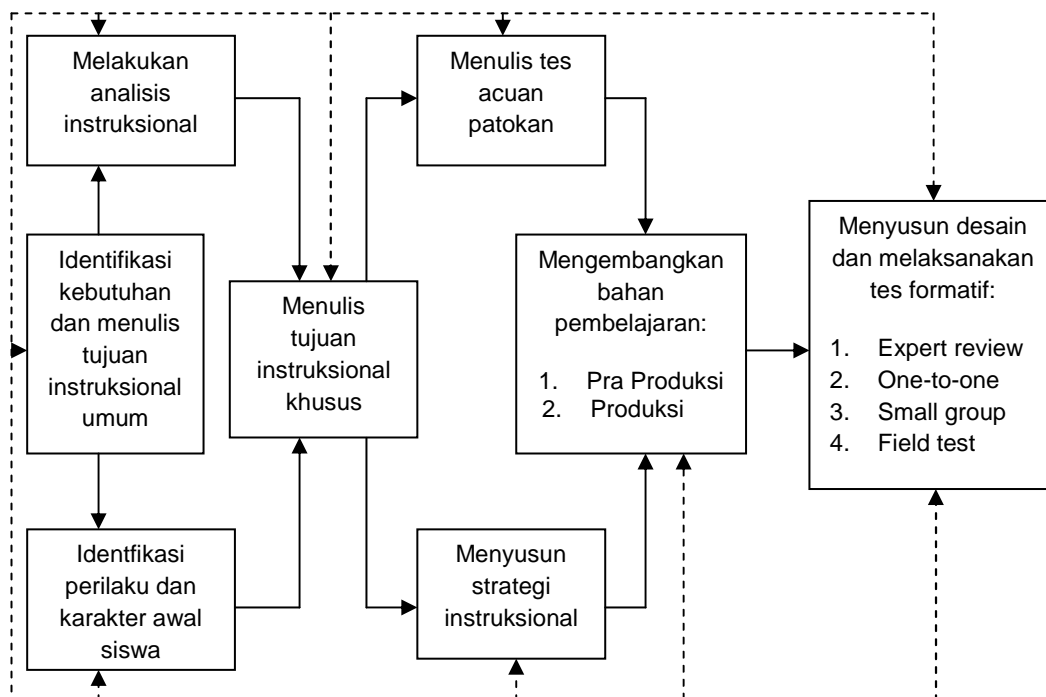 Melakukan
analisis
instruksional
Menulis tes
acuan
patokan
Identifikasi
kebutuhan
dan menulis
tujuan
instruksional
umum
Menulis
tujuan
instruksional
khusus
Mengembangkan
bahan
pembelajaran:
1. Pra Produksi
2. Produksi
Menyusun desain
dan melaksanakan
tes formatif:
1. Expert review
2. One-to-one
3. Small group
4. Field test
Identfikasi
perilaku dan
karakter awal
siswa
Menyusun
strategi
instruksional